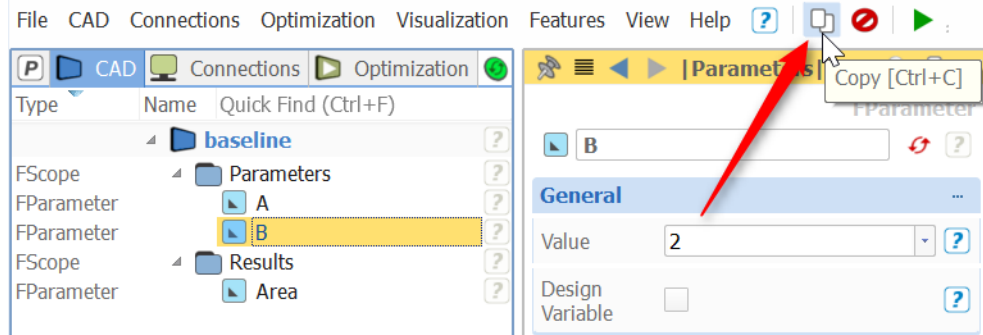 File CAD Connections Optimization Visualization Features View Help ?
P CAD Connections Optimization
|Parameters|
Copy [Ctrl+C]
Type Name Quick Find (Ctrl+F)
FParameter
baseline ?
B ?
FScope Parameters ?
General ...
FParameter A ?
FParameter B ?
Value 2 ?
FScope Results ?
FParameter Area ?
Design
Variable ?